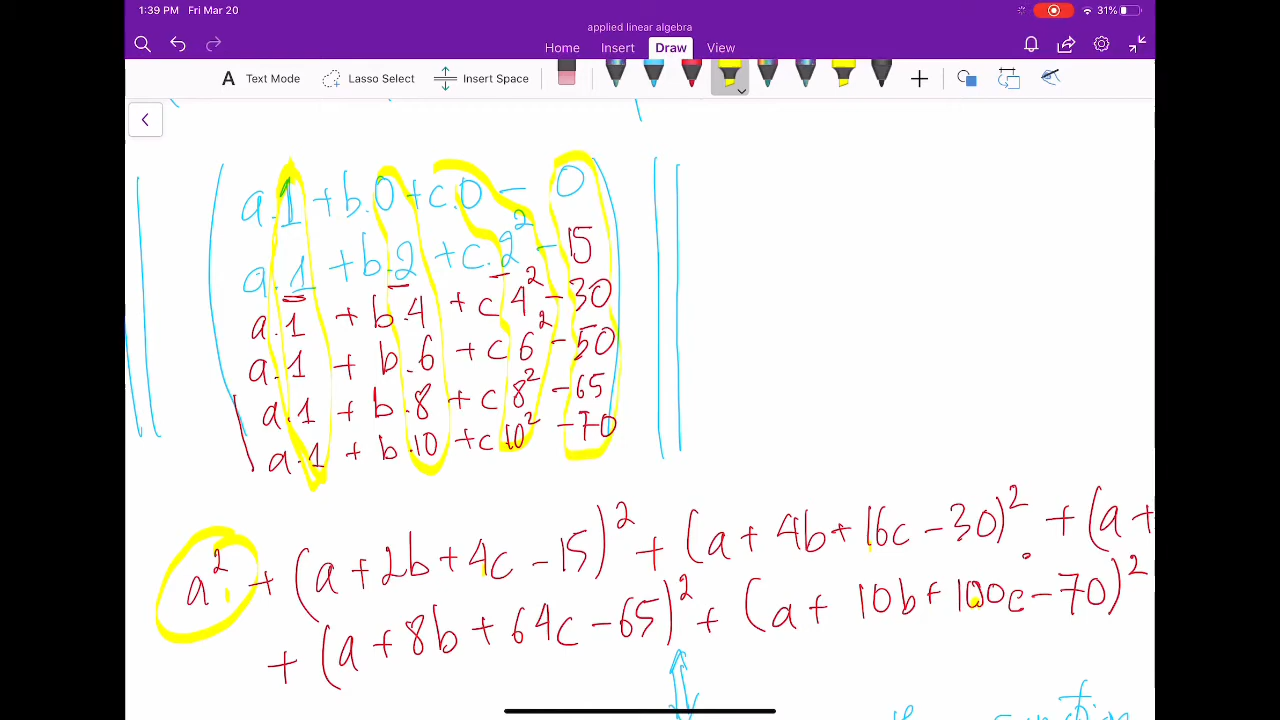 1:39 PM Fri Mar 20
31%
applied linear algebra
Home Insert Draw View
A Text Mode Lasso Select Insert Space
a.1 + b.0 + c.0 - 0
a.1 + b.2 + c.2² - 15
a.1 + b.4 + c 4² - 30
a.1 + b.6 + c 6² - 50
a.1 + b.8 + c 8² - 65
a.1 + b.10 + c 10² - 70
a² + (a + 2b + 4c - 15)² + (a + 4b + 16c - 30)² + (a +
+ (a + 8b + 64c - 65)² + (a + 10b + 100c - 70)²